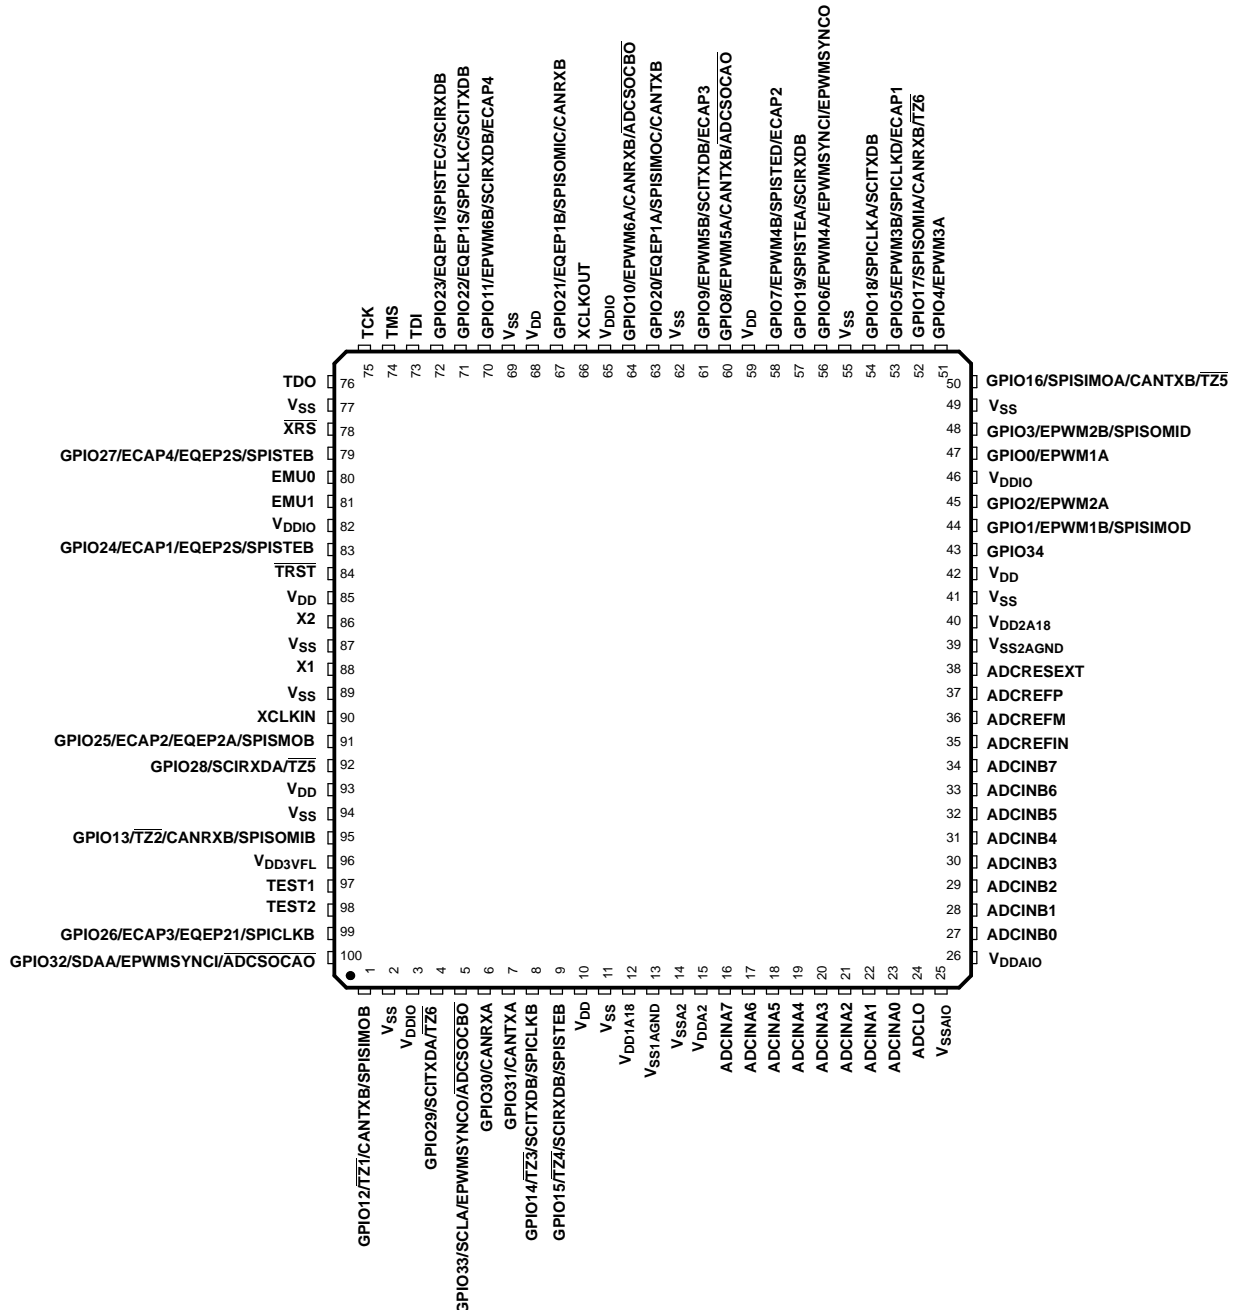 TCK
TMS
TDI
GPIO23/EQEP1I/SPISTEC/SCIRXDB
GPIO22/EQEP1S/SPICLKC/SCITXDB
GPIO11/EPWM6B/SCIRXDB/ECAP4
VSS
VDD
GPIO21/EQEP1B/SPISOMIC/CANRXB
XCLKOUT
VDDIO
GPIO10/EPWM6A/CANRXB/ADCSOCBO
GPIO20/EQEP1A/SPISIMOC/CANTXB
VSS
GPIO9/EPWM5B/SCITXDB/ECAP3
GPIO8/EPWM5A/CANTXB/ADCSOCAO
VDD
GPIO7/EPWM4B/SPISTED/ECAP2
GPIO19/SPISTEA/SCIRXDB
GPIO6/EPWM4A/EPWMSYNCI/EPWMSYNCO
VSS
GPIO18/SPICLKA/SCITXDB
GPIO5/EPWM3B/SPICLKD/ECAP1
GPIO17/SPISOMIA/CANRXB/TZ6
GPIO4/EPWM3A
75
74
73
72
71
70
69
68
67
66
65
64
63
62
61
60
59
58
57
56
55
54
53
52
51
TDO 76
VSS 77
XRS 78
GPIO27/ECAP4/EQEP2S/SPISTEB 79
EMU0 80
EMU1 81
VDDIO 82
GPIO24/ECAP1/EQEP2S/SPISTEB 83
TRST 84
VDD 85
X2 86
VSS 87
X1 88
VSS 89
XCLKIN 90
GPIO25/ECAP2/EQEP2A/SPISMOB 91
GPIO28/SCIRXDA/TZ5 92
VDD 93
VSS 94
GPIO13/TZ2/CANRXB/SPISOMIB 95
VDD3VFL 96
TEST1 97
TEST2 98
GPIO26/ECAP3/EQEP21/SPICLKB 99
GPIO32/SDAA/EPWMSYNCI/ADCSOCAO 100
50 GPIO16/SPISIMOA/CANTXB/TZ5
49 VSS
48 GPIO3/EPWM2B/SPISOMID
47 GPIO0/EPWM1A
46 VDDIO
45 GPIO2/EPWM2A
44 GPIO1/EPWM1B/SPISIMOD
43 GPIO34
42 VDD
41 VSS
40 VDD2A18
39 VSS2AGND
38 ADCRESEXT
37 ADCREFP
36 ADCREFM
35 ADCREFIN
34 ADCINB7
33 ADCINB6
32 ADCINB5
31 ADCINB4
30 ADCINB3
29 ADCINB2
28 ADCINB1
27 ADCINB0
26 VDDAIO
1
2
3
4
5
6
7
8
9
10
11
12
13
14
15
16
17
18
19
20
21
22
23
24
25
GPIO12/TZ1/CANTXB/SPISIMOB
VSS
VDDIO
GPIO29/SCITXDA/TZ6
GPIO33/SCLA/EPWMSYNCO/ADCSOCBO
GPIO30/CANRXA
GPIO31/CANTXA
GPIO14/TZ3/SCITXDB/SPICLKB
GPIO15/TZ4/SCIRXDB/SPISTEB
VDD
VSS
VDD1A18
VSS1AGND
VSSA2
VDDA2
ADCINA7
ADCINA6
ADCINA5
ADCINA4
ADCINA3
ADCINA2
ADCINA1
ADCINA0
ADCLO
VSSAIO